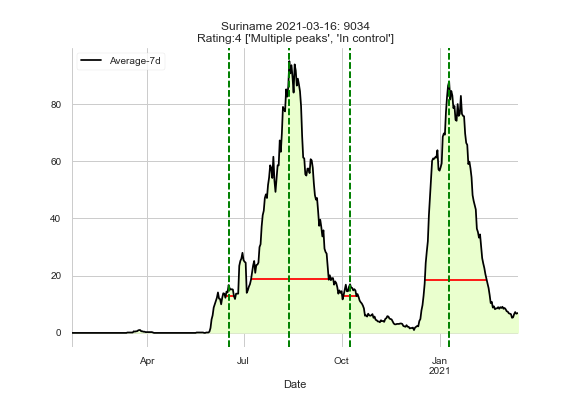 Suriname 2021-03-16: 9034
Rating:4 ['Multiple peaks', 'In control']
Average-7d
80
60
40
20
0
Apr
Jul
Oct
Jan
2021
Date